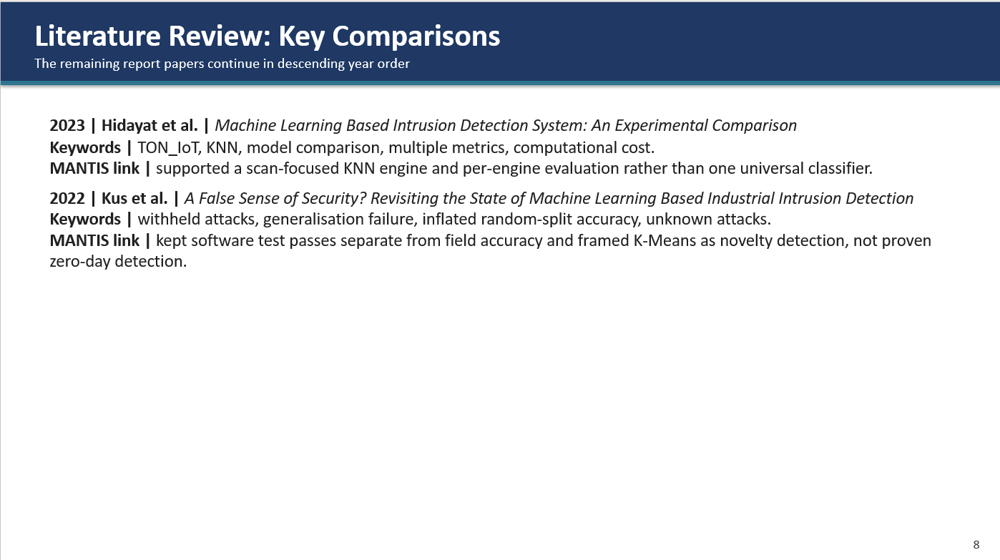 Literature Review: Key Comparisons
The remaining report papers continue in descending year order
2023 | Hidayat et al. | Machine Learning Based Intrusion Detection System: An Experimental Comparison
Keywords | TON_IoT, KNN, model comparison, multiple metrics, computational cost.
MANTIS link | supported a scan-focused KNN engine and per-engine evaluation rather than one universal classifier.
2022 | Kus et al. | A False Sense of Security? Revisiting the State of Machine Learning Based Industrial Intrusion Detection
Keywords | withheld attacks, generalisation failure, inflated random-split accuracy, unknown attacks.
MANTIS link | kept software test passes separate from field accuracy and framed K-Means as novelty detection, not proven
zero-day detection.
8